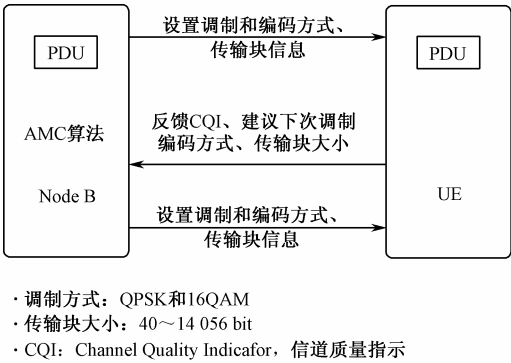 PDU
AMC算法
Node B
设置调制和编码方式、
传输块信息
反馈CQI、建议下次调制
编码方式、传输块大小
设置调制和编码方式、
传输块信息
PDU
UE
·调制方式：QPSK和16QAM
·传输块大小：40～14 056 bit
·CQI：Channel Quality Indicafor，信道质量指示